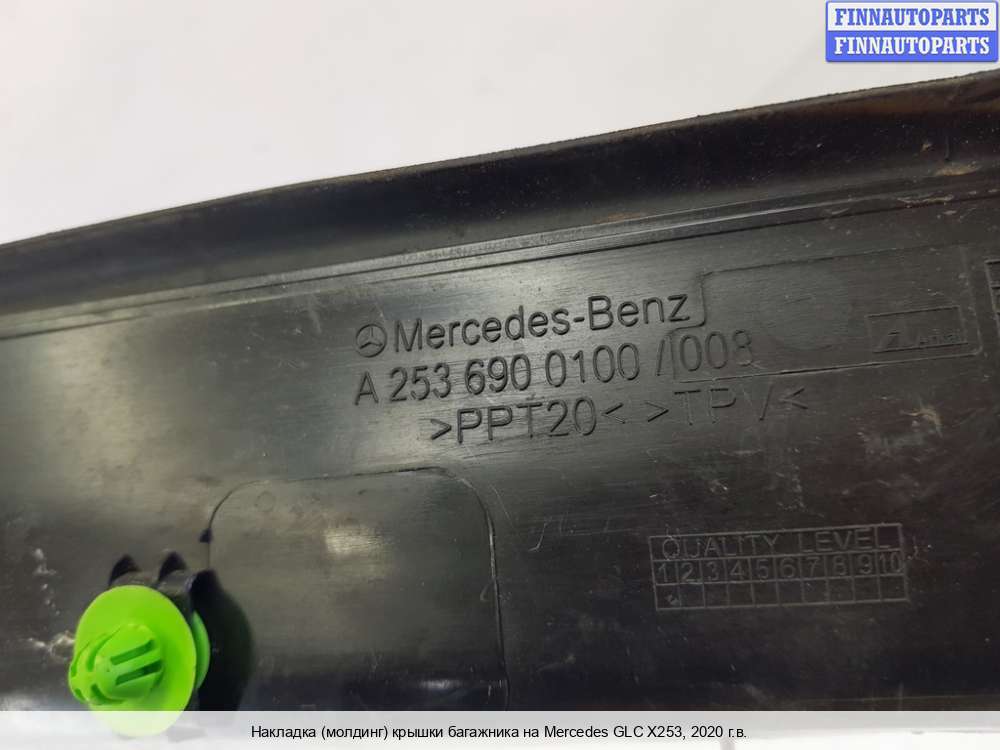 FINNAUTOPARTS
FINNAUTOPARTS
Mercedes-Benz
A 253 690 0100 / 008
>PPT20< >TPV<
QUALITY LEVEL
1 2 3 4 5 6 7 8 9 10
Накладка (молдинг) крышки багажника на Mercedes GLC X253, 2020 г.в.